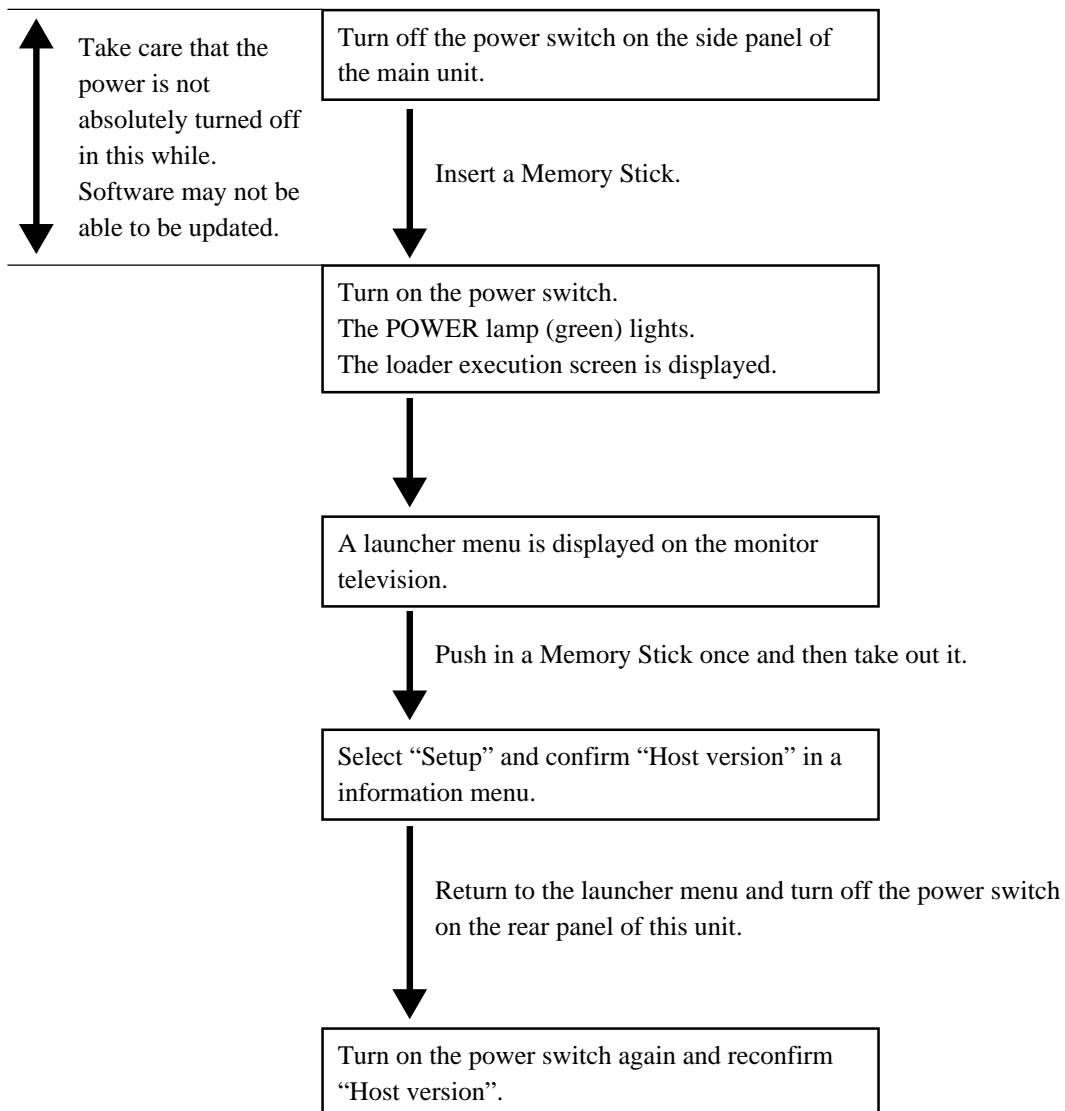 Take care that the
power is not
absolutely turned off
in this while.
Software may not be
able to be updated.
Turn off the power switch on the side panel of
the main unit.
Insert a Memory Stick.
Turn on the power switch.
The POWER lamp (green) lights.
The loader execution screen is displayed.
A launcher menu is displayed on the monitor
television.
Push in a Memory Stick once and then take out it.
Select “Setup” and confirm “Host version” in a
information menu.
Return to the launcher menu and turn off the power switch
on the rear panel of this unit.
Turn on the power switch again and reconfirm
“Host version”.